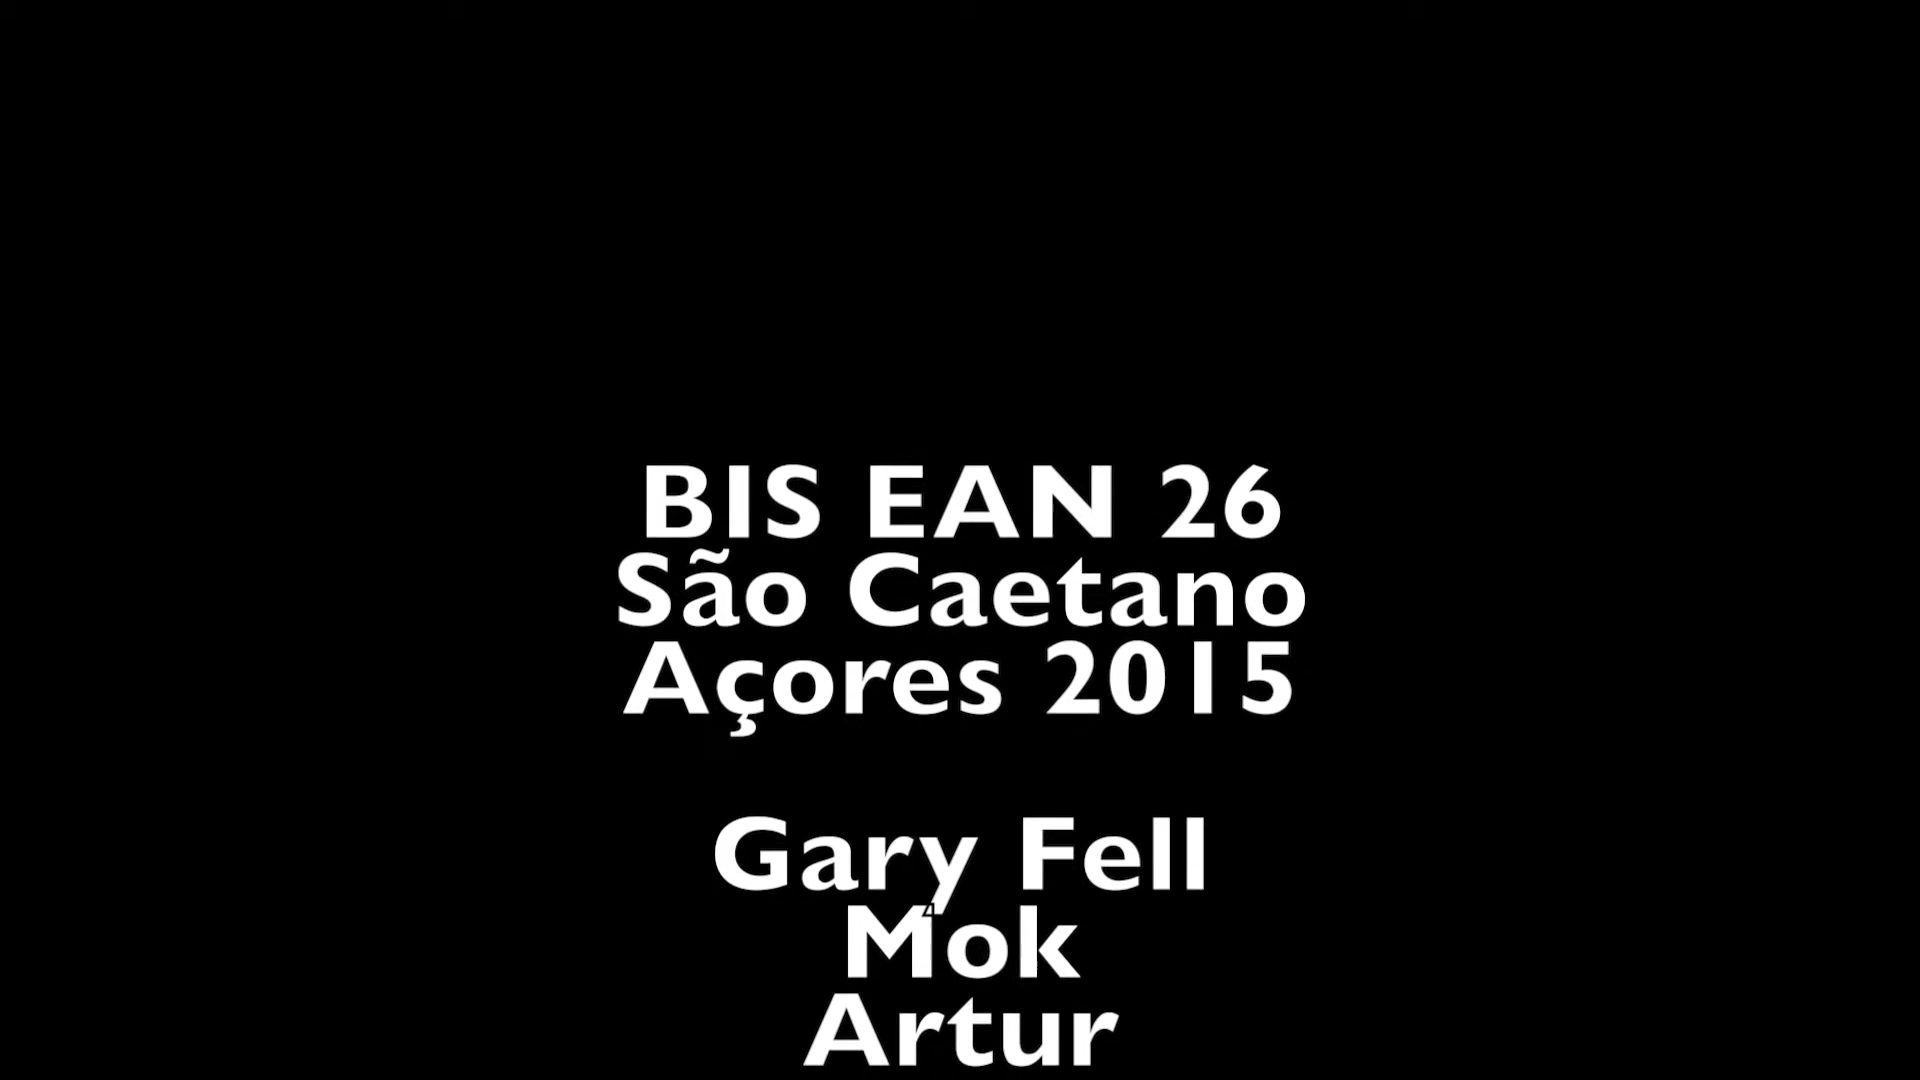 BIS EAN 26
São Caetano
Açores 2015
Gary Fell
Mok
Artur